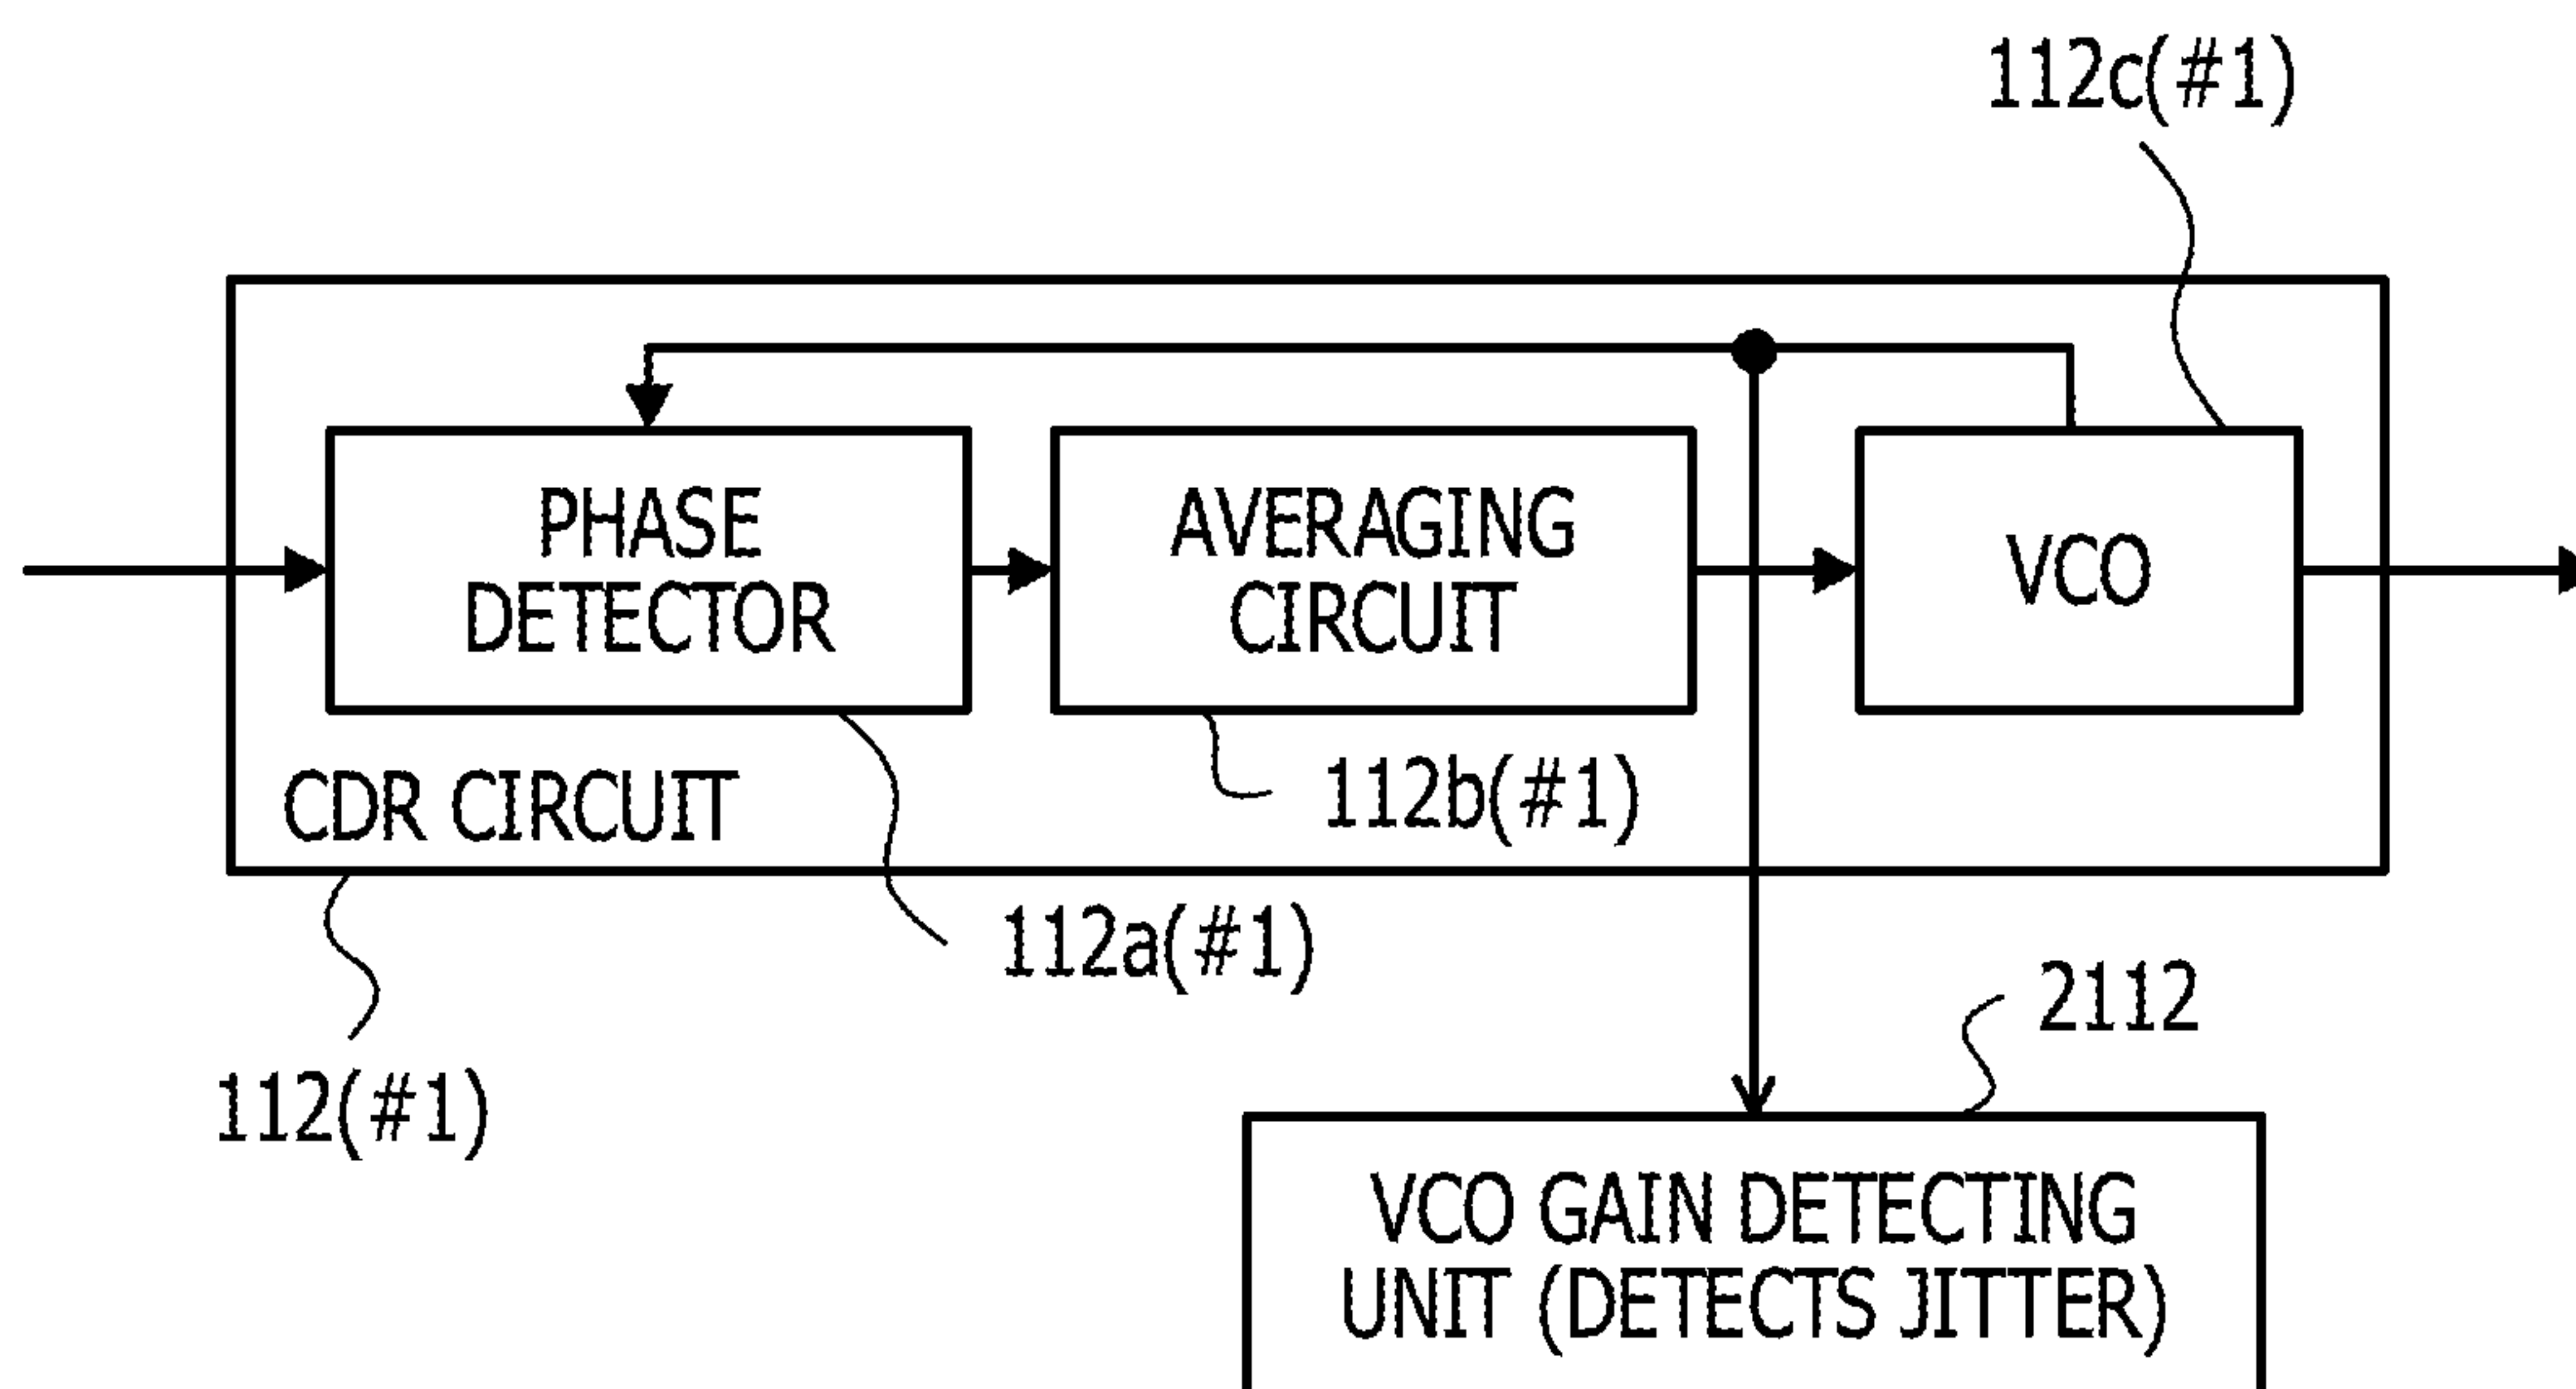 112c(#1)
PHASE
DETECTOR
AVERAGING
CIRCUIT
VCO
CDR CIRCUIT
112b(#1)
112a(#1)
2112
112(#1)
VCO GAIN DETECTING
UNIT (DETECTS JITTER)